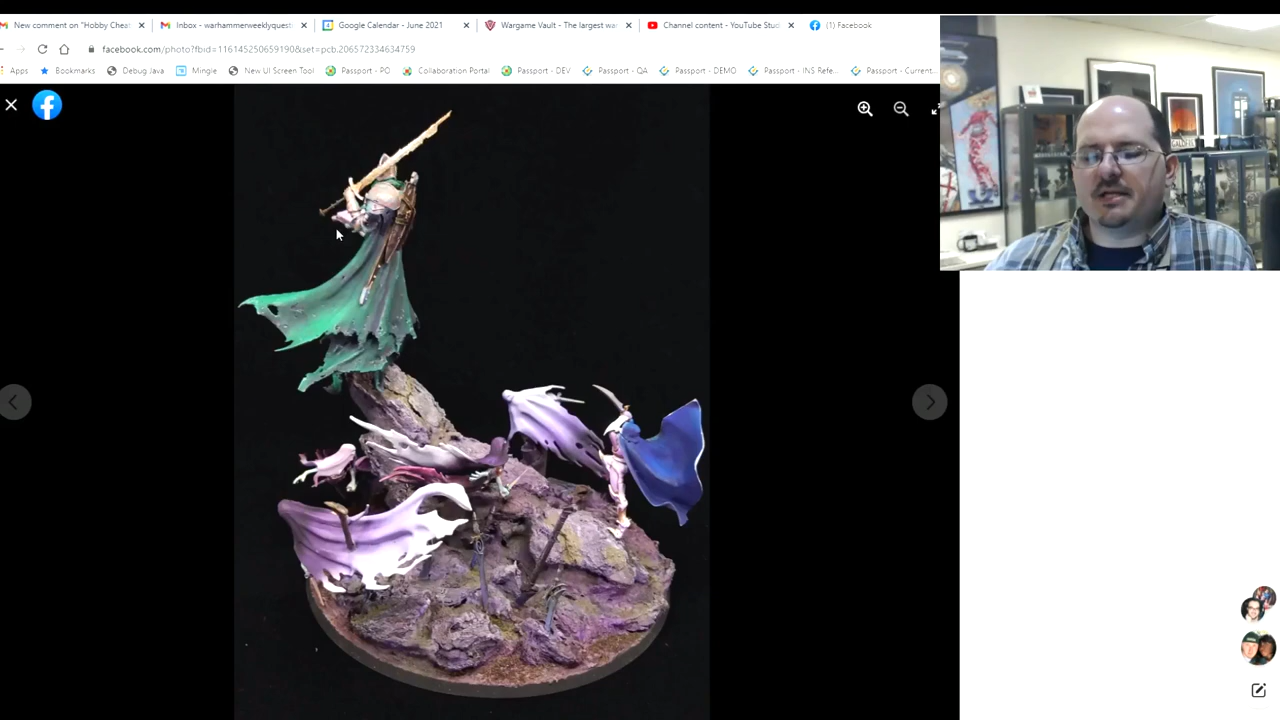 New comment on "Hobby Cheat
Inbox - warhammerweeklyquest
Google Calendar - June 2021
Wargame Vault - The largest wa
Channel content - YouTube Stud
(1) Facebook
facebook.com/photo?fbid=116145250659190&set=pcb.206572334634759
Apps
Bookmarks
Debug Java
Mingle
New UI Screen Tool
Passport - PO
Collaboration Portal
Passport - DEV
Passport - QA
Passport - DEMO
Passport - INS Refe...
Passport - Current...